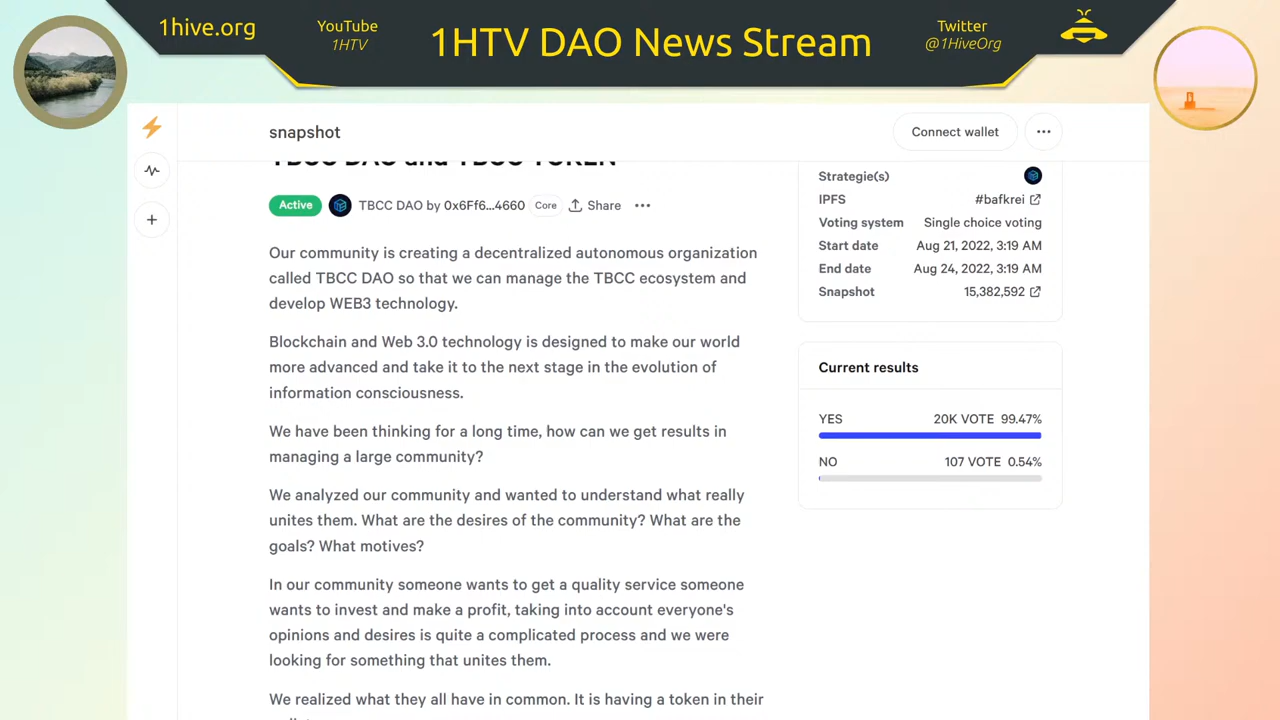 1hive.org
YouTube
1HTV
1HTV DAO News Stream
Twitter
@1HiveOrg
snapshot
Connect wallet
TBCC DAO and TBCC TOKEN
Active
TBCC DAO by 0x6Ff6...4660
Core
Share
Our community is creating a decentralized autonomous organization
called TBCC DAO so that we can manage the TBCC ecosystem and
develop WEB3 technology.
Blockchain and Web 3.0 technology is designed to make our world
more advanced and take it to the next stage in the evolution of
information consciousness.
We have been thinking for a long time, how can we get results in
managing a large community?
We analyzed our community and wanted to understand what really
unites them. What are the desires of the community? What are the
goals? What motives?
In our community someone wants to get a quality service someone
wants to invest and make a profit, taking into account everyone's
opinions and desires is quite a complicated process and we were
looking for something that unites them.
We realized what they all have in common. It is having a token in their
Strategie(s)
IPFS #bafkrei
Voting system Single choice voting
Start date Aug 21, 2022, 3:19 AM
End date Aug 24, 2022, 3:19 AM
Snapshot 15,382,592
Current results
YES 20K VOTE 99.47%
NO 107 VOTE 0.54%